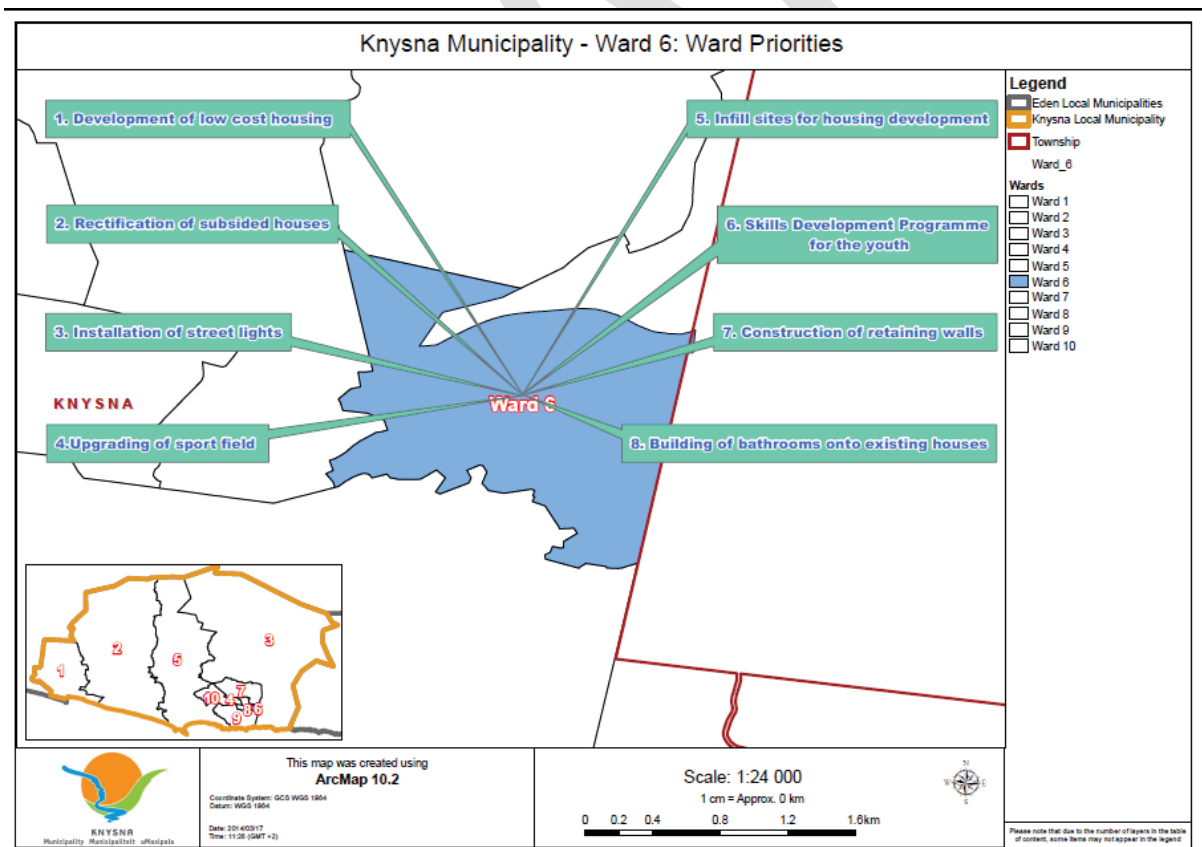 Knysna Municipality - Ward 6: Ward Priorities
1. Development of low cost housing
2. Rectification of subsided houses
3. Installation of street lights
4.Upgrading of sport field
5. Infill sites for housing development
6. Skills Development Programme
for the youth
7. Construction of retaining walls
8. Building of bathrooms onto existing houses
KNYSNA
Ward 6
Legend
Eden Local Municipalities
Knysna Local Municipality
Township
Ward_6
Wards
Ward 1
Ward 2
Ward 3
Ward 4
Ward 5
Ward 6
Ward 7
Ward 8
Ward 9
Ward 10
1
2
5
3
7
10
4
8
6
9
KNYSNA
Municipality Munisipaliteit uMasipala
This map was created using
ArcMap 10.2
Coordinate System: GCS WGS 1984
Datum: WGS 1984
Date: 2014/03/17
Time: 11:28 (GMT +2)
Scale: 1:24 000
1 cm = Approx. 0 km
0 0.2 0.4 0.8 1.2 1.6km
N
W E
S
Please note that due to the number of layers in the table
of content, some items may not appear in the legend